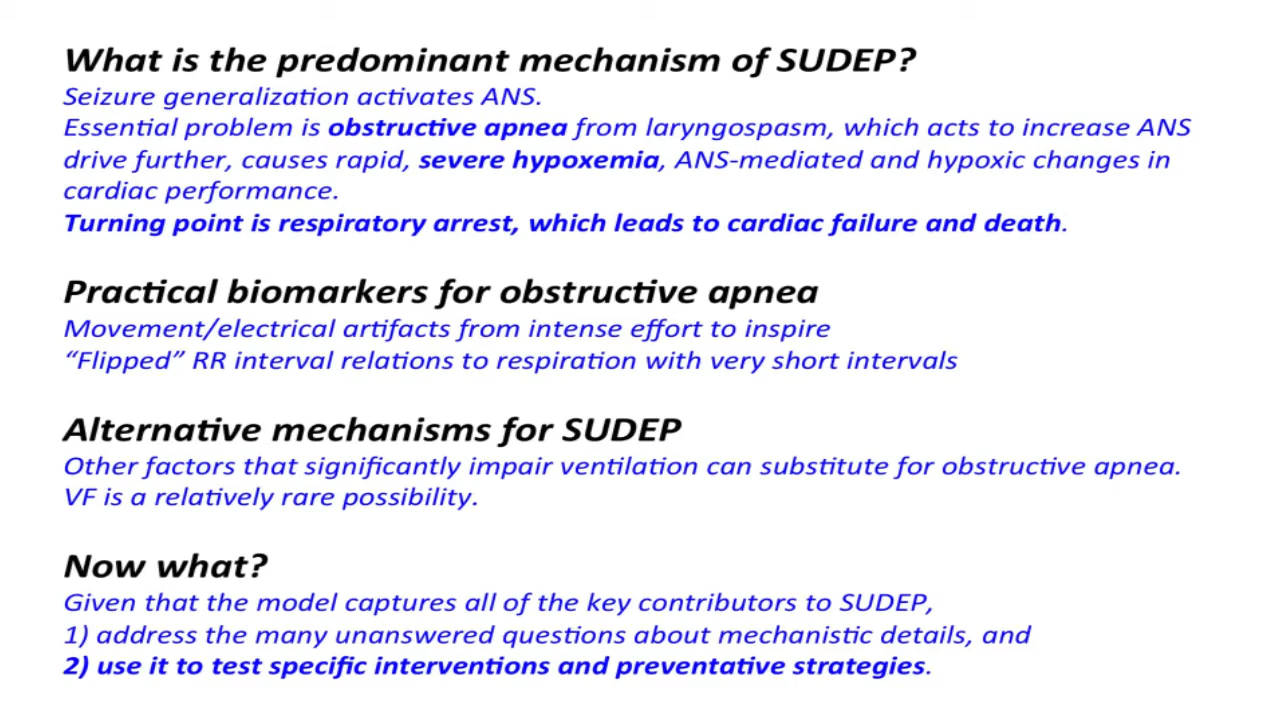 What is the predominant mechanism of SUDEP?
Seizure generalization activates ANS.
Essential problem is obstructive apnea from laryngospasm, which acts to increase ANS
drive further, causes rapid, severe hypoxemia, ANS-mediated and hypoxic changes in
cardiac performance.
Turning point is respiratory arrest, which leads to cardiac failure and death.
Practical biomarkers for obstructive apnea
Movement/electrical artifacts from intense effort to inspire
“Flipped” RR interval relations to respiration with very short intervals
Alternative mechanisms for SUDEP
Other factors that significantly impair ventilation can substitute for obstructive apnea.
VF is a relatively rare possibility.
Now what?
Given that the model captures all of the key contributors to SUDEP,
1) address the many unanswered questions about mechanistic details, and
2) use it to test specific interventions and preventative strategies.